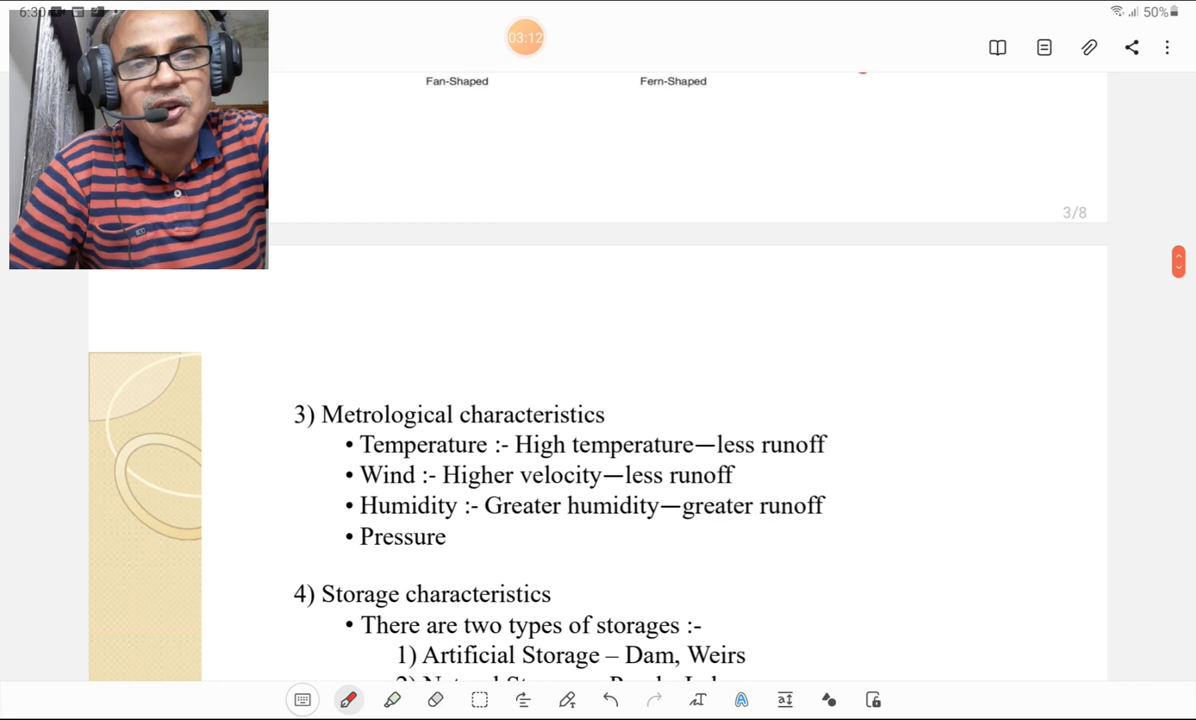 6:30
03:12
50%
Fan-Shaped Fern-Shaped
3/8
3) Metrological characteristics
• Temperature :- High temperature—less runoff
• Wind :- Higher velocity—less runoff
• Humidity :- Greater humidity—greater runoff
• Pressure
4) Storage characteristics
• There are two types of storages :-
1) Artificial Storage – Dam, Weirs